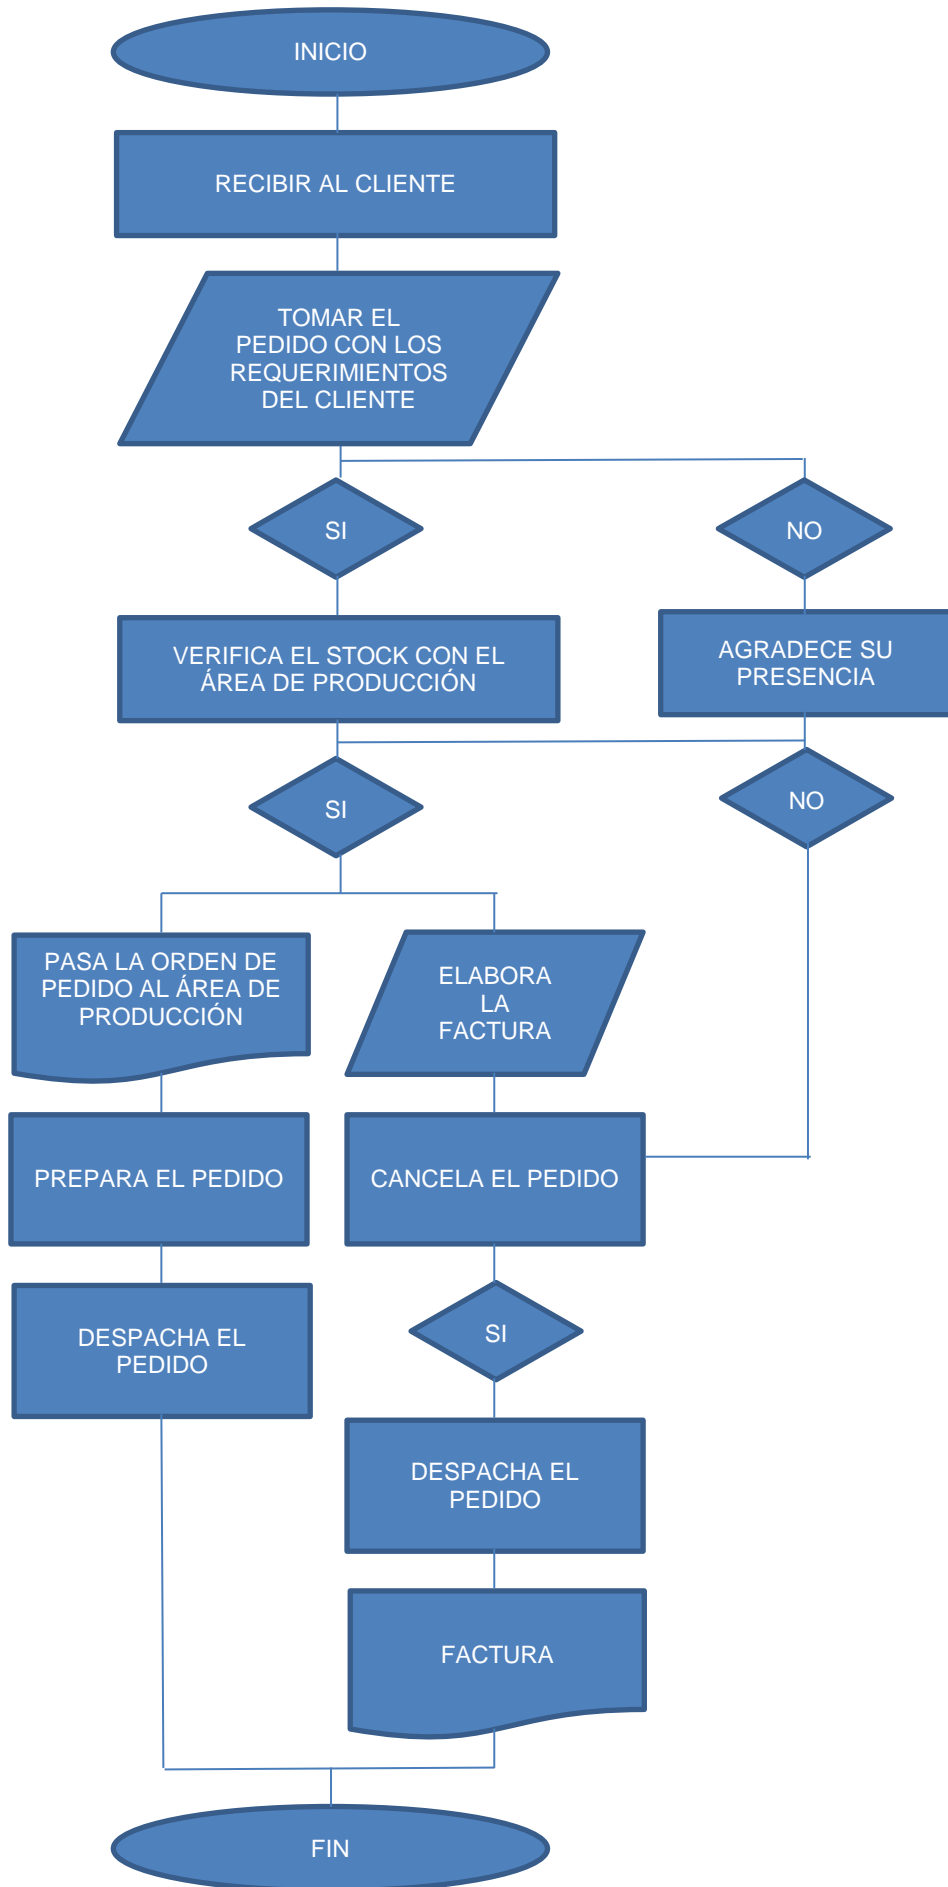 INICIO
RECIBIR AL CLIENTE
TOMAR EL
PEDIDO CON LOS
REQUERIMIENTOS
DEL CLIENTE
SI
NO
VERIFICA EL STOCK CON EL
ÁREA DE PRODUCCIÓN
AGRADECE SU
PRESENCIA
SI
NO
PASA LA ORDEN DE
PEDIDO AL ÁREA DE
PRODUCCIÓN
ELABORA
LA
FACTURA
PREPARA EL PEDIDO
CANCELA EL PEDIDO
DESPACHA EL
PEDIDO
SI
DESPACHA EL
PEDIDO
FACTURA
FIN